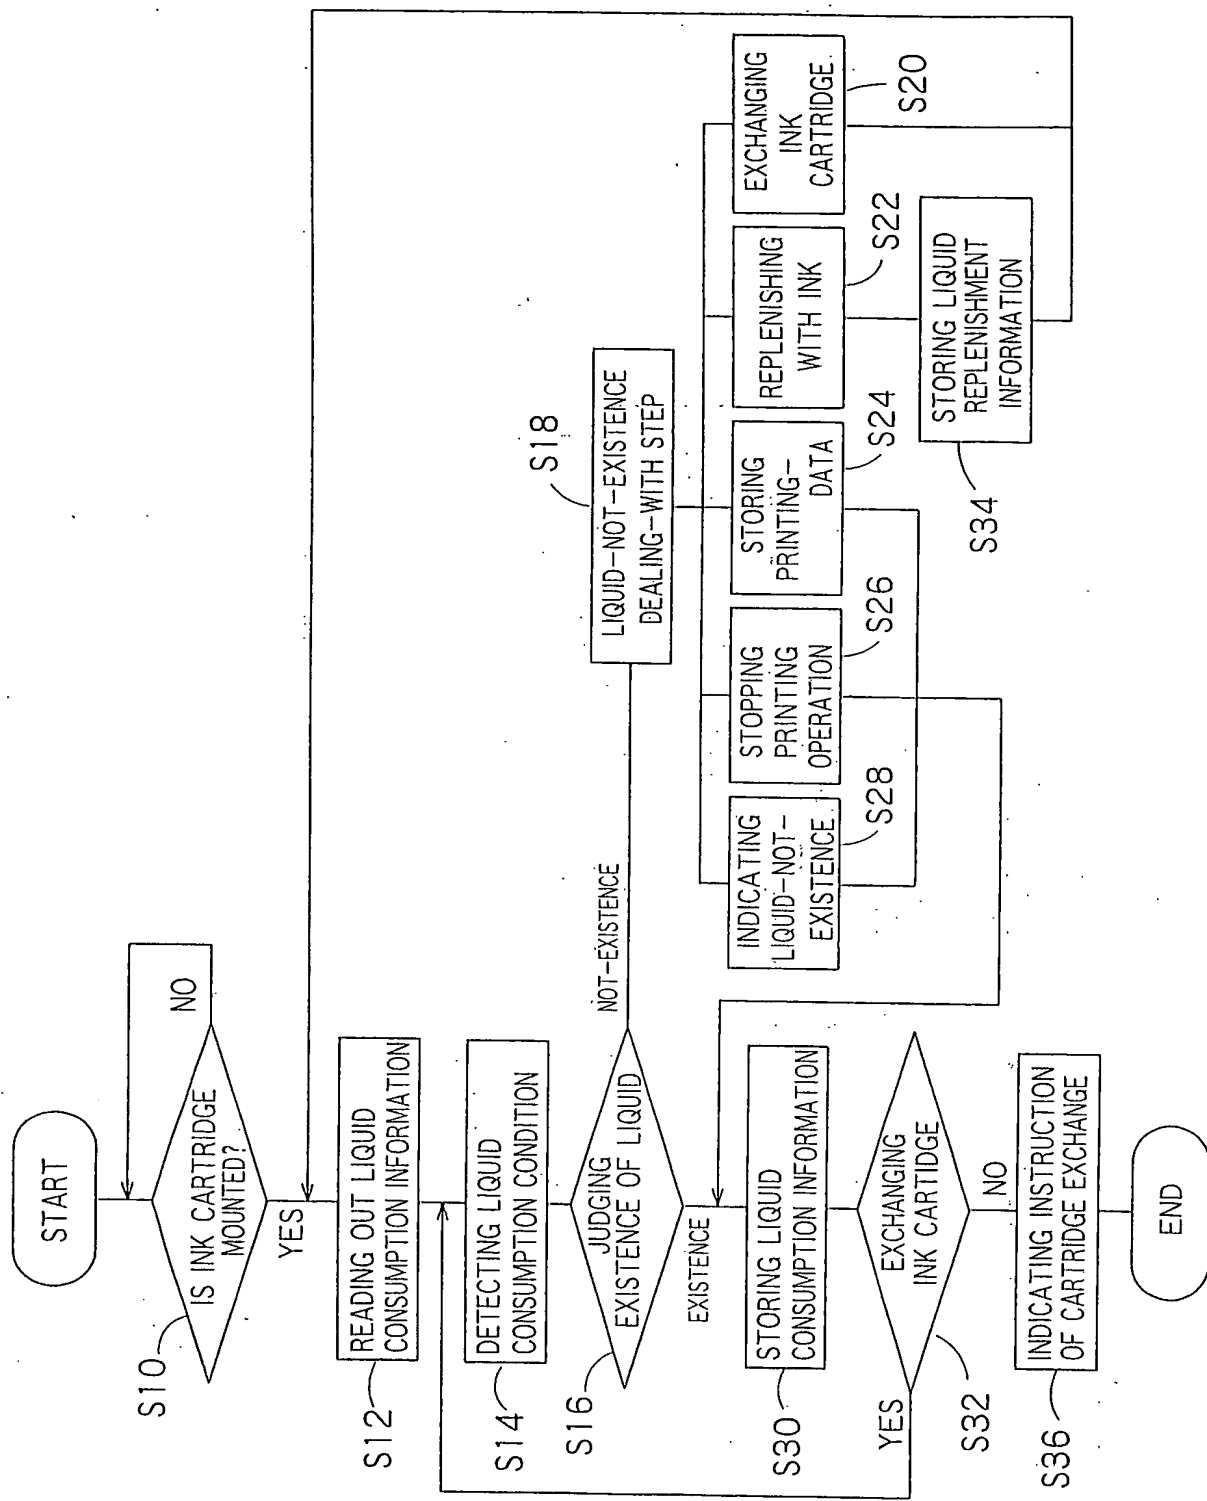 START
S10
IS INK CARTRIDGE
MOUNTED?
NO
YES
S12
READING OUT LIQUID
CONSUMPTION INFORMATION
S14
DETECTING LIQUID
CONSUMPTION CONDITION
S16
JUDGING
EXISTENCE OF LIQUID
NOT-EXISTENCE
EXISTENCE
S18
LIQUID-NOT-EXISTENCE
DEALING-WITH STEP
INDICATING
LIQUID-NOT-
EXISTENCE
S28
STOPPING
PRINTING
OPERATION
S26
STORING
PRINTING-
DATA
S24
REPLENISHING
WITH INK
S22
EXCHANGING
INK
CARTRIDGE
S20
STORING LIQUID
REPLENISHMENT
INFORMATION
S34
S30
STORING LIQUID
CONSUMPTION INFORMATION
EXCHANGING
INK CARTIDGE
YES
S32
NO
S36
INDICATING INSTRUCTION
OF CARTRIDGE EXCHANGE
END